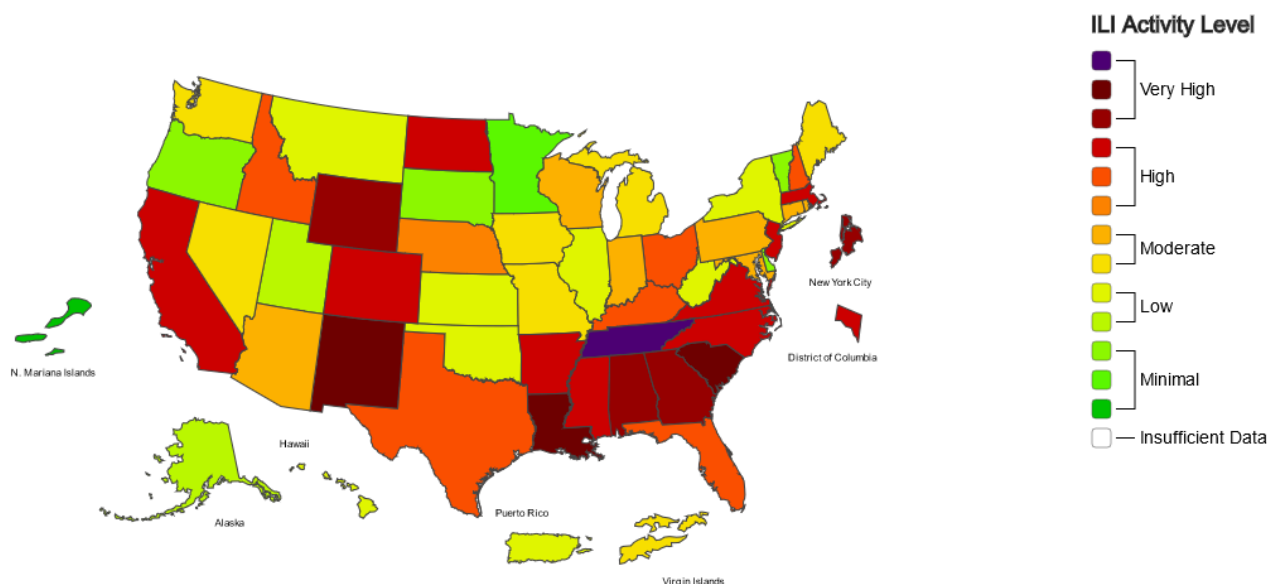 ILI Activity Level
Very High
High
Moderate
Low
Minimal
Insufficient Data
New York City
District of Columbia
N. Mariana Islands
Hawaii
Alaska
Puerto Rico
Virgin Islands